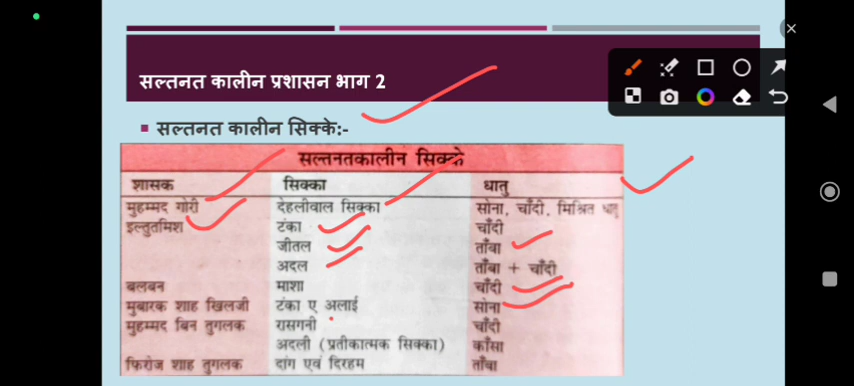 सल्तनत कालीन प्रशासन भाग 2
सल्तनत कालीन सिक्के:-
सल्तनतकालीन सिक्के
शासक सिक्का धातु
मुहम्मद गोरी देहलीवाल सिक्का सोना, चाँदी, मिश्रित धातु
इल्तुतमिश टंका चाँदी
जीतल ताँबा
अदल ताँबा + चाँदी
बलबन माशा चाँदी
मुबारक शाह खिलजी टंका ए अलाई सोना
मुहम्मद बिन तुगलक रासगनी चाँदी
अदली (प्रतीकात्मक सिक्का) काँसा
फिरोज शाह तुगलक दांग एवं दिरहम ताँबा